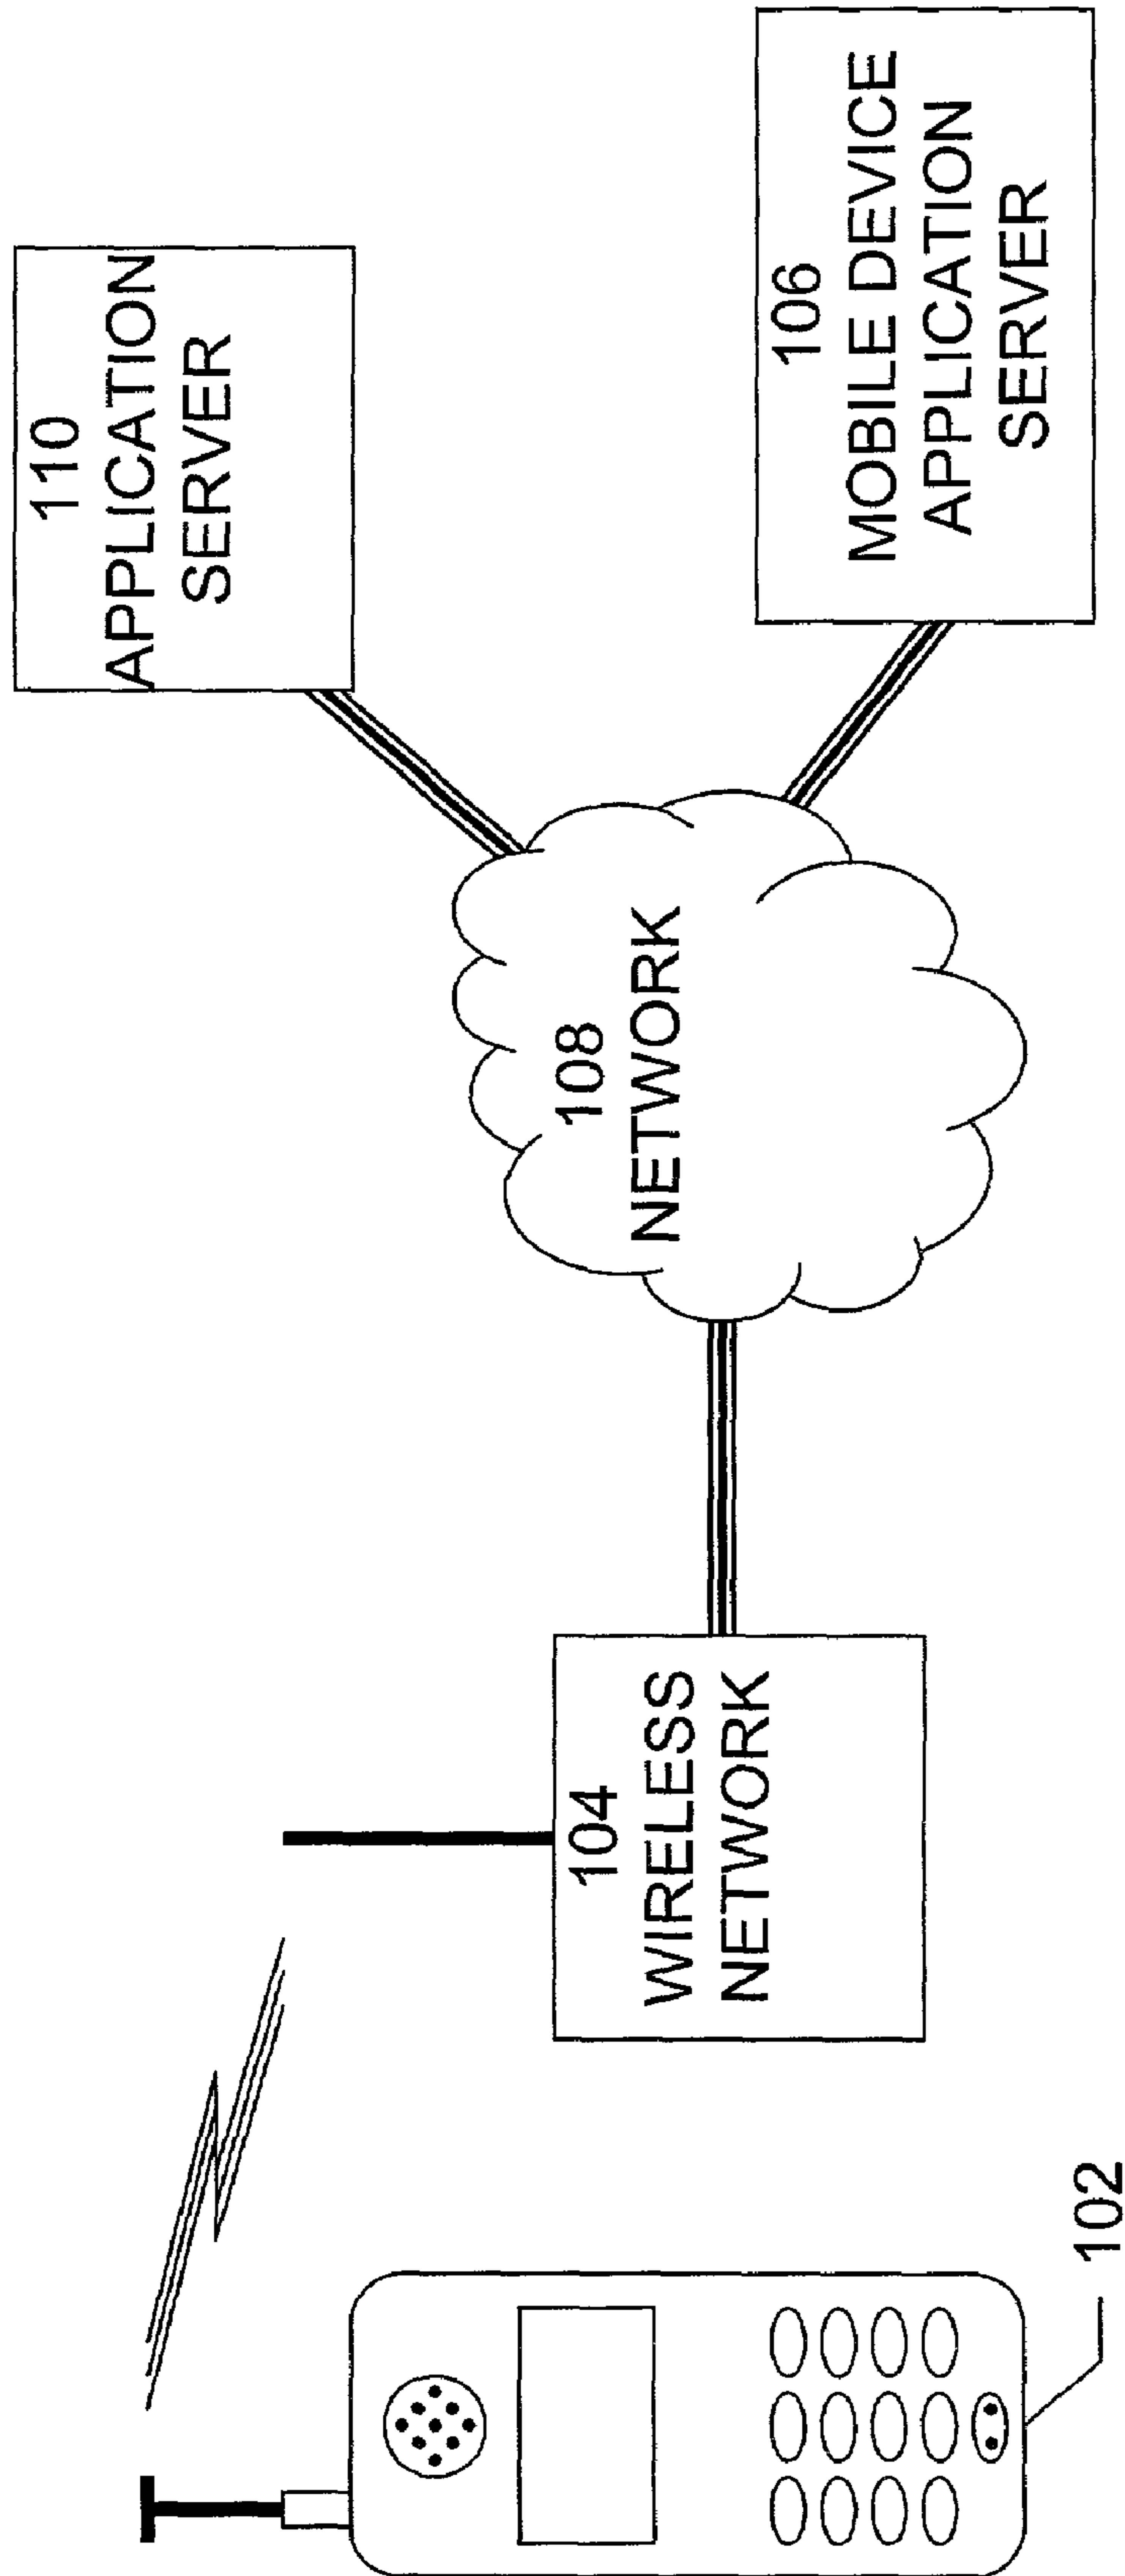 110
APPLICATION
SERVER
106
MOBILE DEVICE
APPLICATION
SERVER
108
NETWORK
104
WIRELESS
NETWORK
102